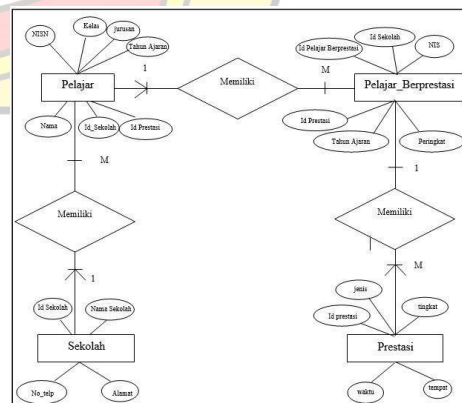 NISN
Kelas
jurusan
Tahun Ajaran
Pelajar
Nama
Id_Sekolah
Id Prestasi
1
Memiliki
M
Id Pelajar Berprestasi
Id Sekolah
NIS
Pelajar_Berprestasi
Id Prestasi
Tahun Ajaran
Peringkat
M
Memiliki
1
1
Memiliki
M
Id Sekolah
Nama Sekolah
Sekolah
No_telp
Alamat
jenis
tingkat
Id prestasi
Prestasi
waktu
tempat